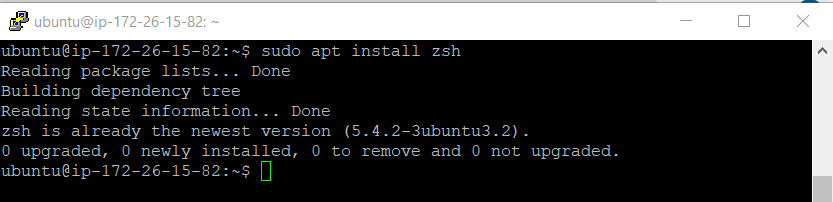 ubuntu@ip-172-26-15-82: ~
ubuntu@ip-172-26-15-82:~$ sudo apt install zsh
Reading package lists... Done
Building dependency tree
Reading state information... Done
zsh is already the newest version (5.4.2-3ubuntu3.2).
0 upgraded, 0 newly installed, 0 to remove and 0 not upgraded.
ubuntu@ip-172-26-15-82:~$